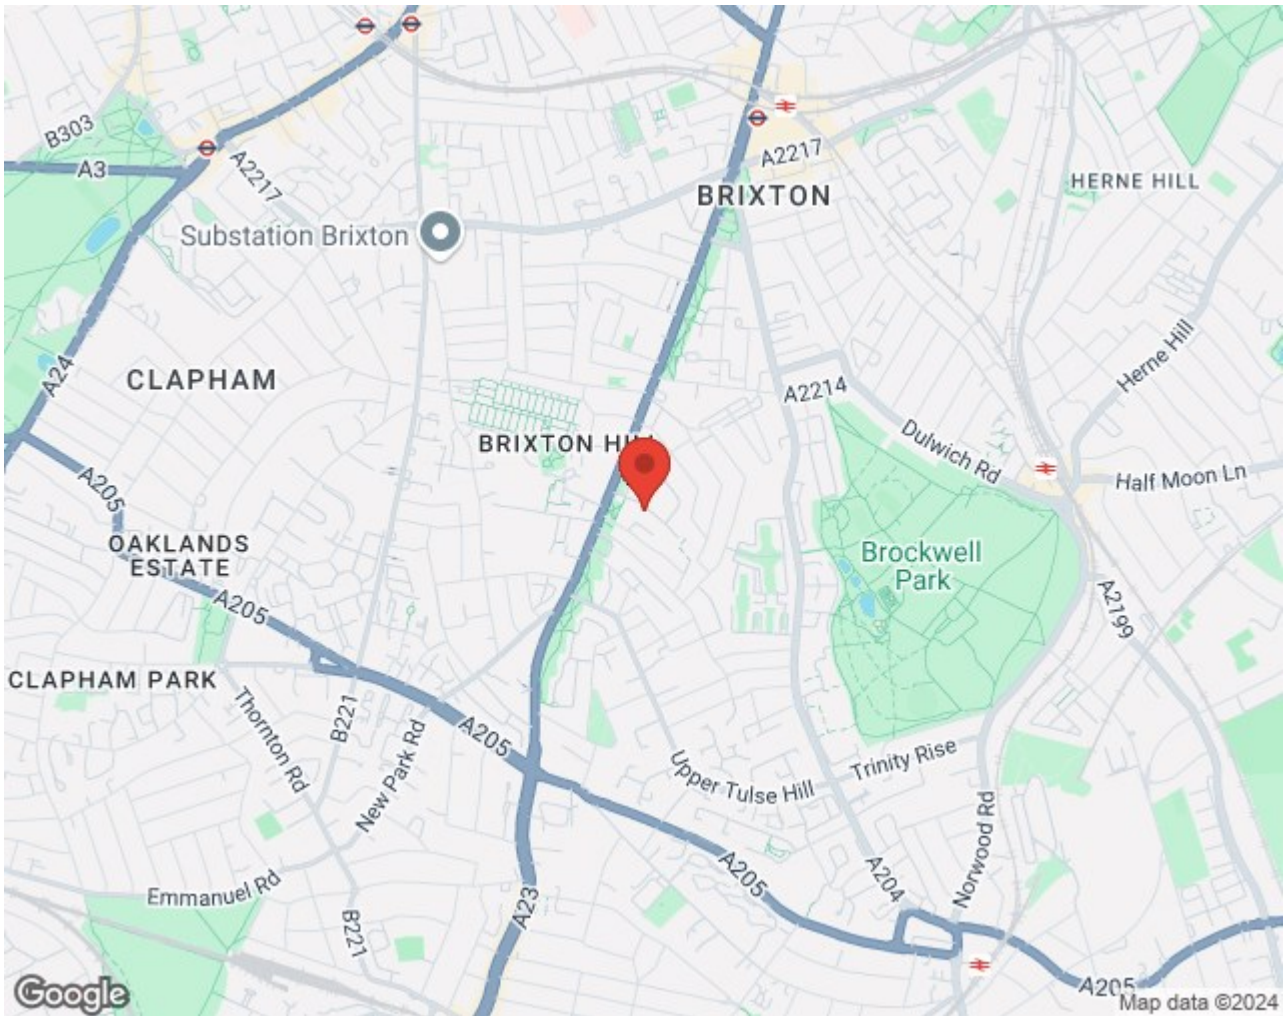 B303
A3
A2217
A2217
BRIXTON
HERNE HILL
Substation Brixton
A24
CLAPHAM
Herne Hill
A2214
BRIXTON HILL
Dulwich Rd
Half Moon Ln
A205
OAKLANDS
ESTATE
Brockwell
Park
A205
A2199
CLAPHAM PARK
Thornton Rd
B221
New Park Rd
A205
Upper Tulse Hill
Trinity Rise
Norwood Rd
A205
A204
Emmanuel Rd
A23
B221
A205
Google
Map data ©2024